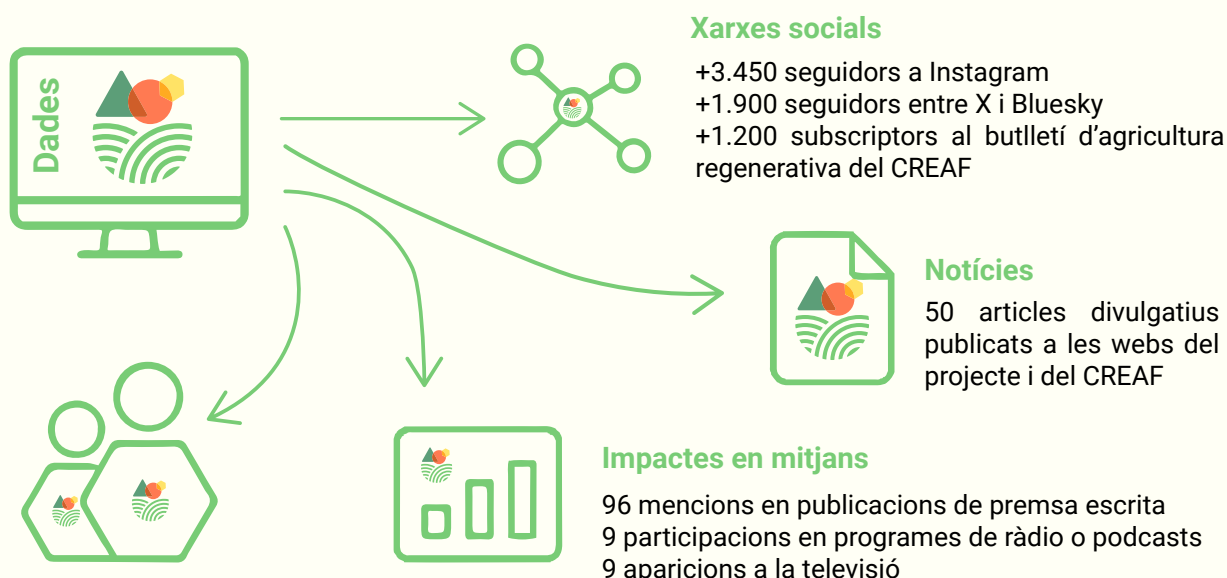 Dades
Xarxes socials
+3.450 seguidors a Instagram
+1.900 seguidors entre X i Bluesky
+1.200 subscriptors al butlletí d'agricultura
regenerativa del CREAF
Notícies
50 articles divulgatius
publicats a les webs del
projecte i del CREAF
Impactes en mitjans
96 mencions en publicacions de premsa escrita
9 participacions en programes de ràdio o podcasts
9 aparicions a la televisió